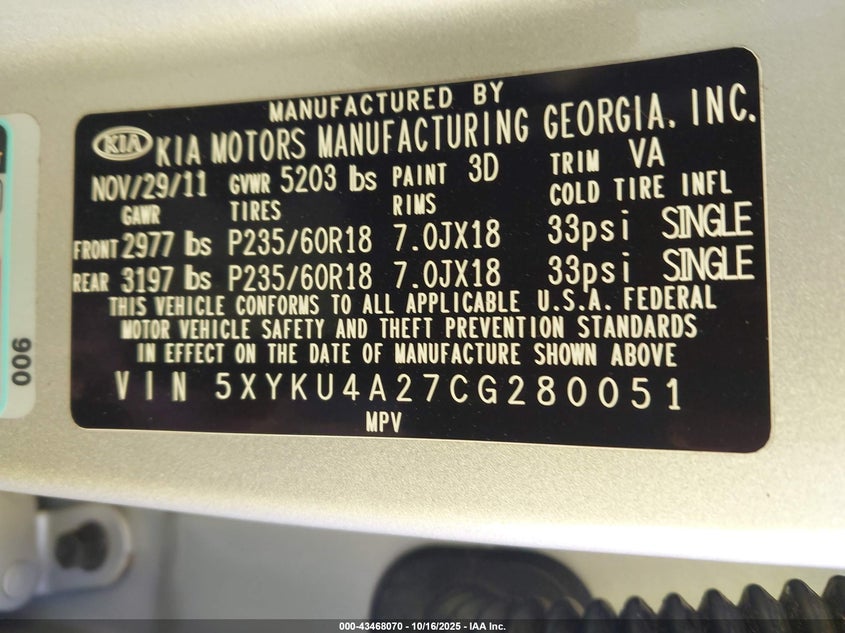 MANUFACTURED BY
KIA KIA MOTORS MANUFACTURING GEORGIA, INC.
NOV/29/11 GVWR 5203 lbs PAINT 3D TRIM VA
GAWR TIRES RIMS COLD TIRE INFL
FRONT 2977 lbs P235/60R18 7.0JX18 33psi SINGLE
REAR 3197 lbs P235/60R18 7.0JX18 33psi SINGLE
THIS VEHICLE CONFORMS TO ALL APPLICABLE U.S.A. FEDERAL
MOTOR VEHICLE SAFETY AND THEFT PREVENTION STANDARDS
IN EFFECT ON THE DATE OF MANUFACTURE SHOWN ABOVE
VIN 5XYKU4A27CG280051
MPV
006
000-43468070 - 10/16/2025 - IAA Inc.